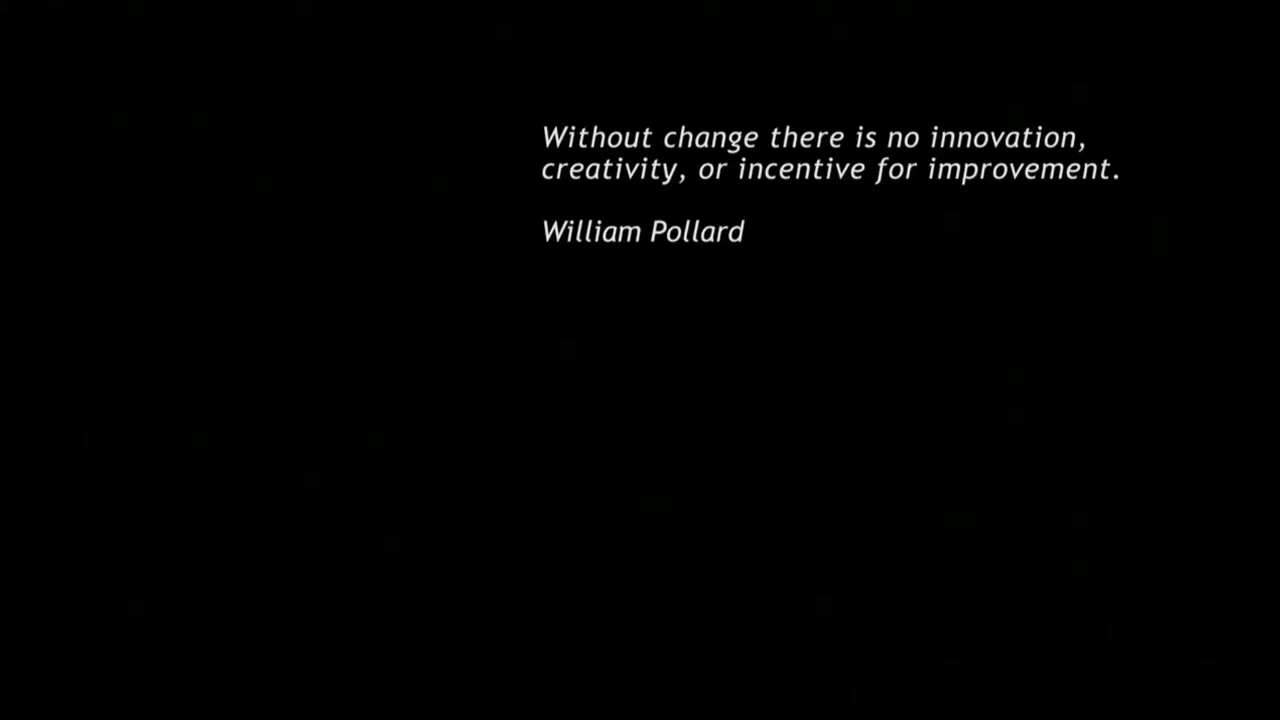 Without change there is no innovation,
creativity, or incentive for improvement.
William Pollard